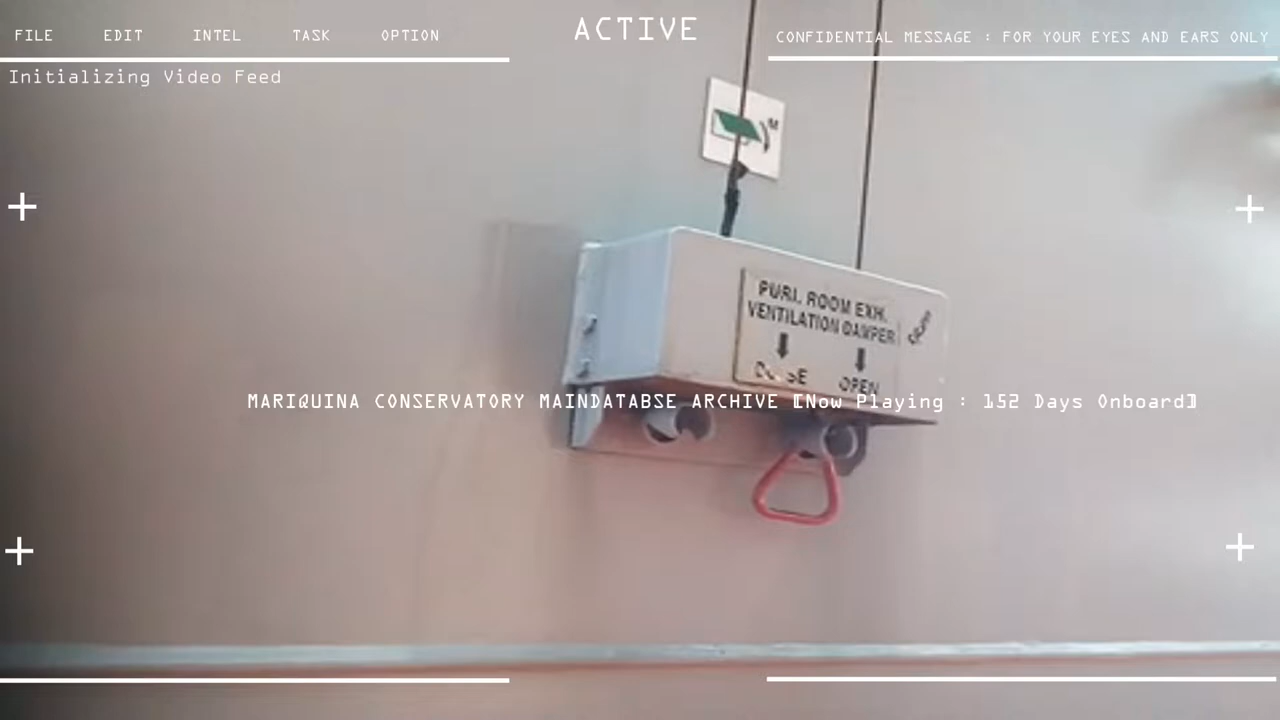 FILE EDIT INTEL TASK OPTION
ACTIVE
CONFIDENTIAL MESSAGE : FOR YOUR EYES AND EARS ONLY
Initializing Video Feed
M
PURI. ROOM EXH.
VENTILATION DAMPER
OPEN
MARIQUINA CONSERVATORY MAINDATABSE ARCHIVE [Now Playing : 152 Days Onboard]